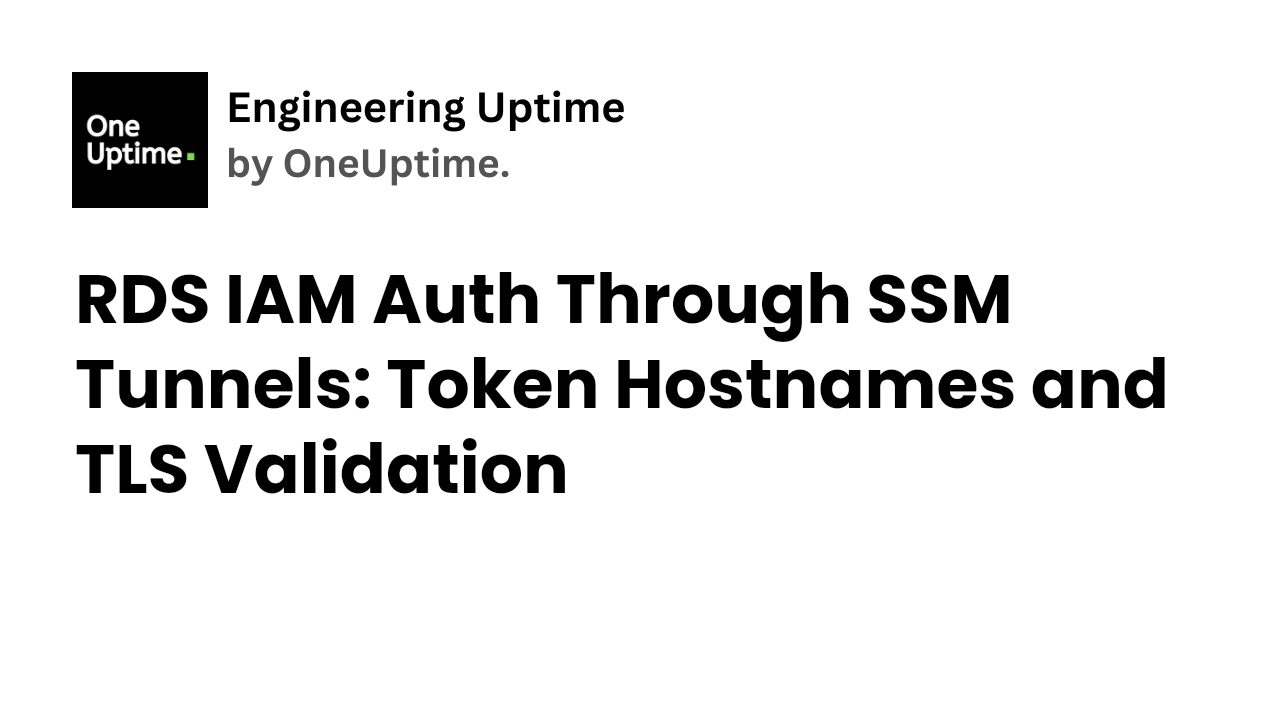 One
Uptime.
Engineering Uptime
by OneUptime.
RDS IAM Auth Through SSM
Tunnels: Token Hostnames and
TLS Validation